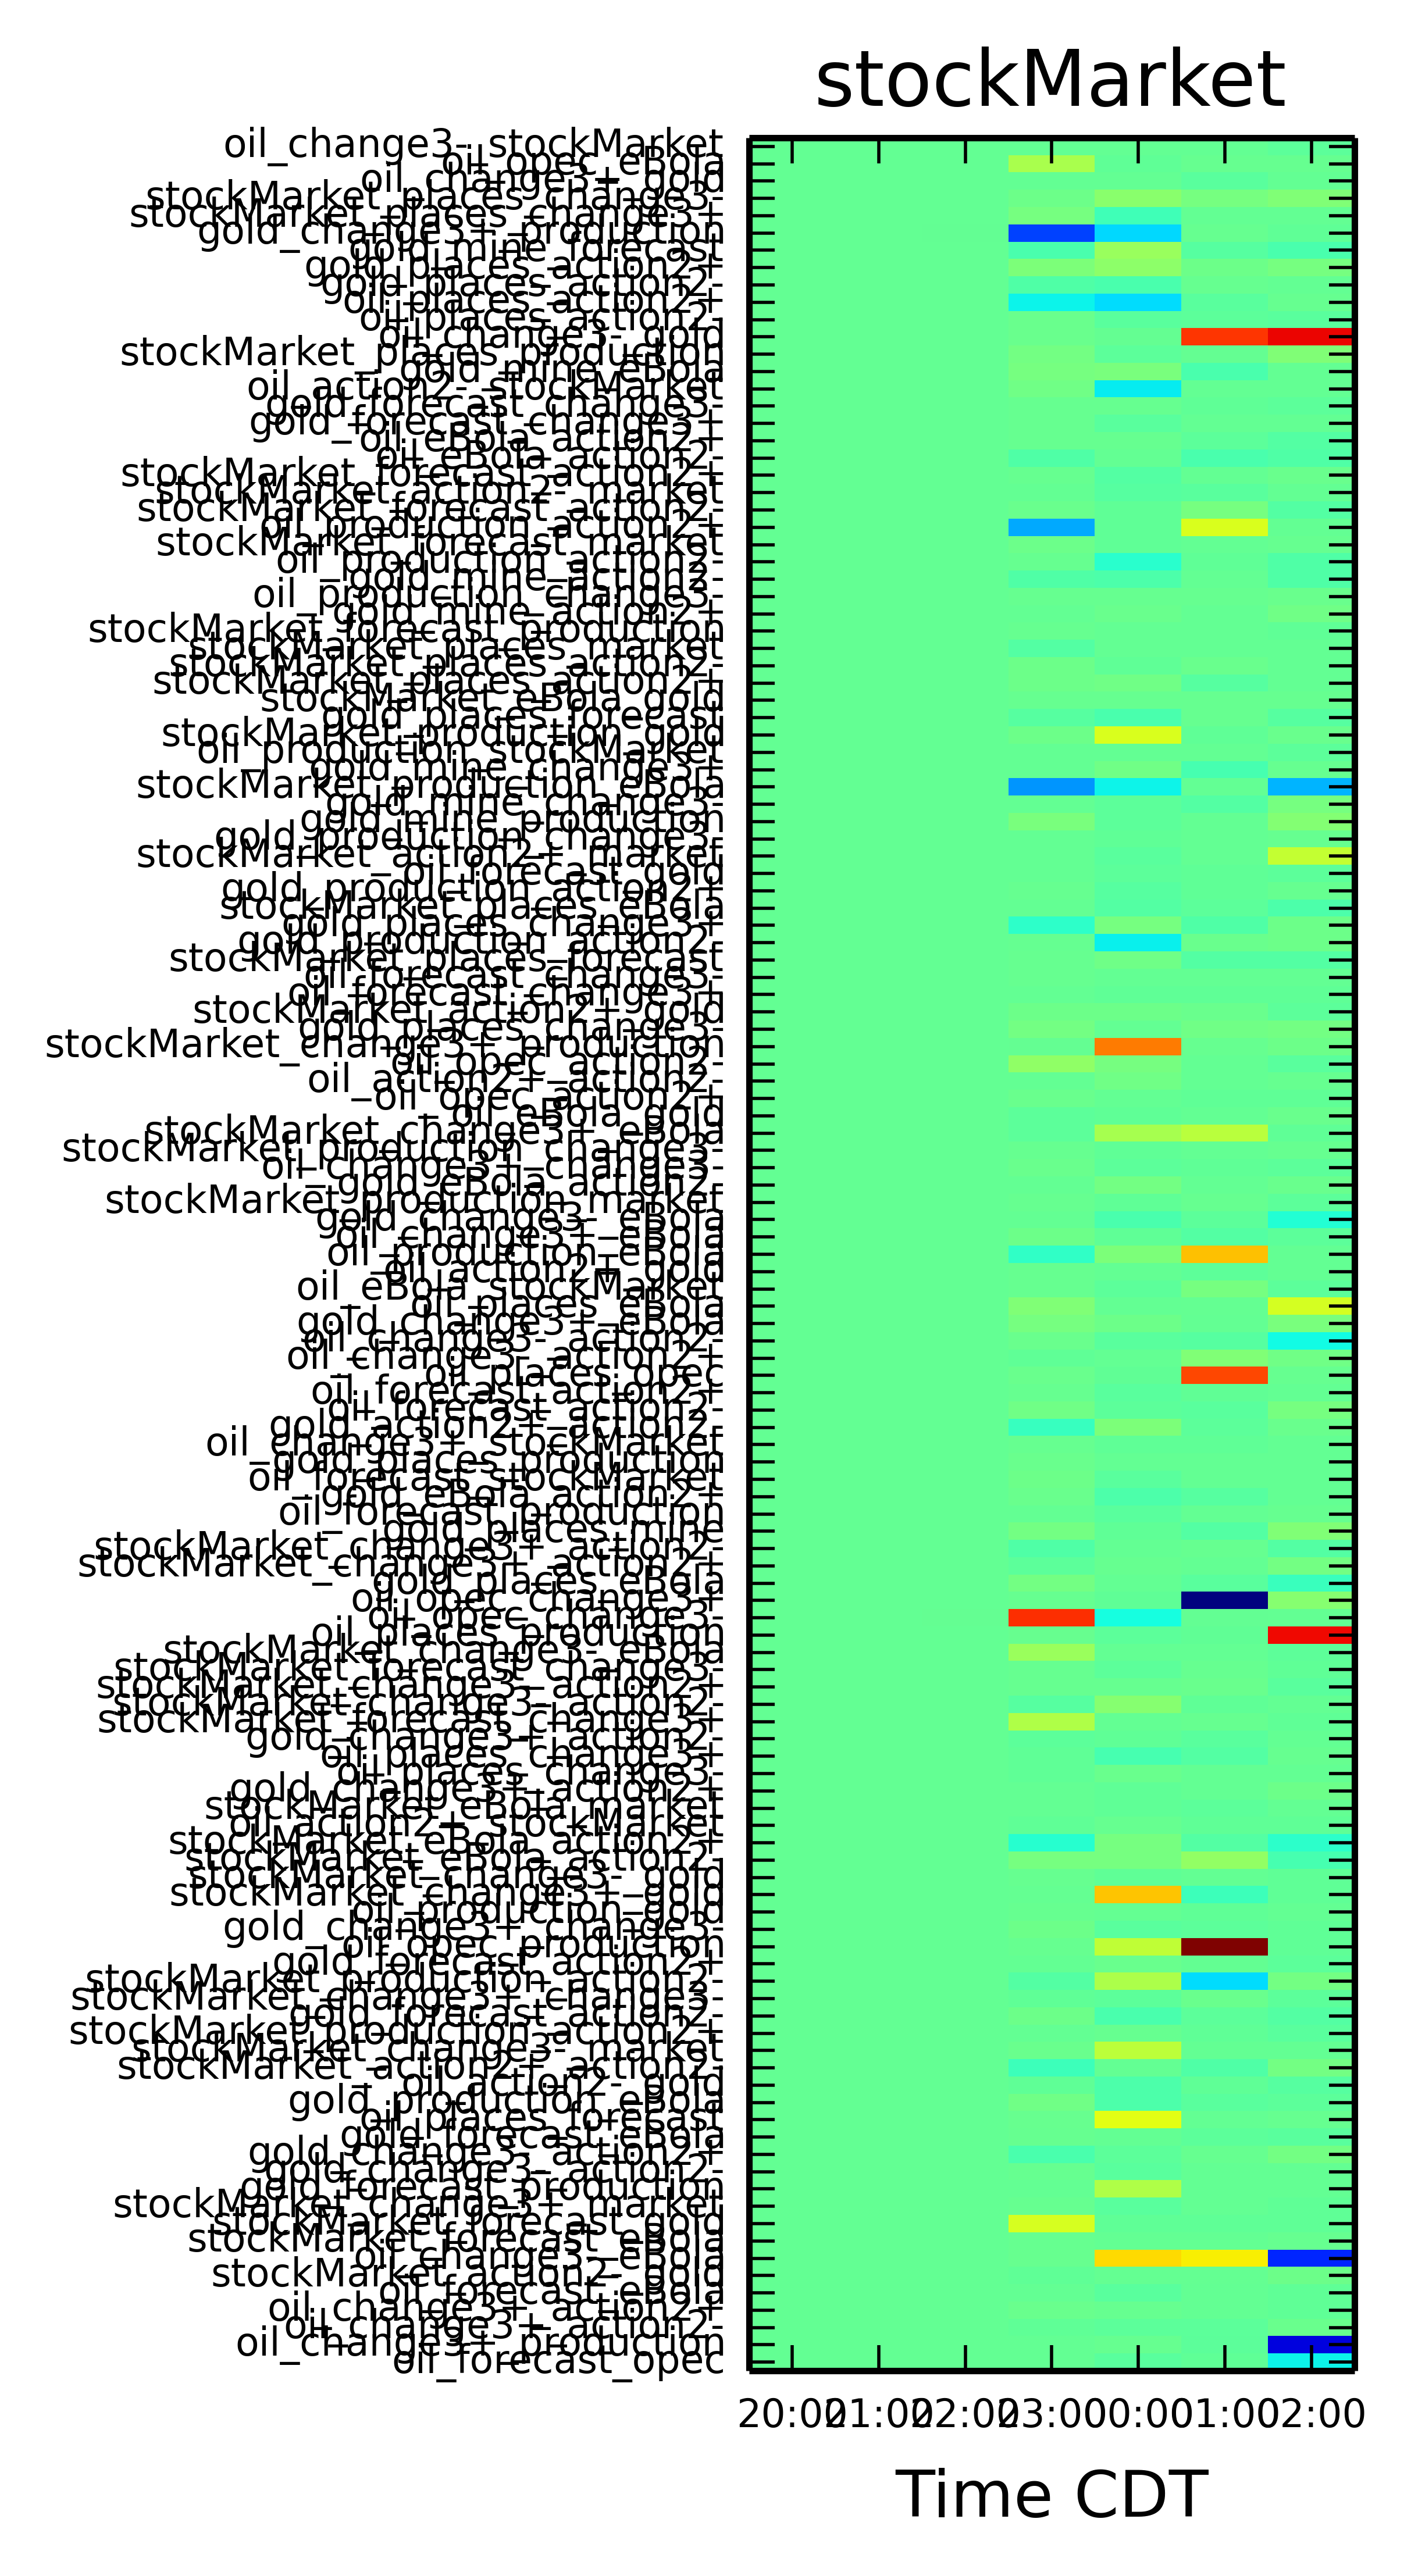 stockMarket
oil_change3-_stockMarket
oil_opec_eBola
oil_change3+_gold
stockMarket_places_change3-
stockMarket_places_change3+
gold_change3+_production
gold_mine_forecast
gold_places_action2+
gold_places_action2-
oil_places_action2+
oil_places_action2-
oil_change3-_gold
stockMarket_places_production
gold_mine_eBola
oil_action2-_stockMarket
gold_forecast_change3-
gold_forecast_change3+
oil_eBola_action2+
oil_eBola_action2-
stockMarket_forecast_action2+
stockMarket_action2-_market
stockMarket_forecast_action2-
oil_production_action2+
stockMarket_forecast_market
oil_production_action2-
gold_mine_action2-
oil_production_change3-
gold_mine_action2+
stockMarket_forecast_production
stockMarket_places_market
stockMarket_places_action2-
stockMarket_places_action2+
stockMarket_eBola_gold
gold_places_forecast
stockMarket_production_gold
oil_production_stockMarket
gold_mine_change3+
stockMarket_production_eBola
gold_mine_change3-
gold_mine_production
gold_production_change3-
stockMarket_action2+_market
oil_forecast_gold
gold_production_action2+
stockMarket_places_eBola
gold_places_change3+
gold_production_action2-
stockMarket_places_forecast
oil_forecast_change3-
oil_forecast_change3+
stockMarket_action2+_gold
gold_places_change3-
stockMarket_change3+_production
oil_opec_action2-
oil_action2+_action2-
oil_opec_action2+
oil_eBola_gold
stockMarket_change3+_eBola
stockMarket_production_change3-
oil_change3+_change3-
gold_eBola_action2-
stockMarket_production_market
gold_change3-_eBola
oil_change3+_eBola
oil_production_eBola
oil_action2+_gold
oil_eBola_stockMarket
oil_places_eBola
gold_change3+_eBola
oil_change3-_action2-
oil_change3-_action2+
oil_places_opec
oil_forecast_action2+
oil_forecast_action2-
gold_action2+_action2-
oil_change3+_stockMarket
gold_places_production
oil_forecast_stockMarket
gold_eBola_action2+
oil_forecast_production
gold_places_mine
stockMarket_change3+_action2-
stockMarket_change3+_action2+
gold_places_eBola
oil_opec_change3+
oil_opec_change3-
oil_places_production
stockMarket_change3-_eBola
stockMarket_forecast_change3-
stockMarket_change3-_action2+
stockMarket_change3-_action2-
stockMarket_forecast_change3+
gold_change3+_action2-
oil_places_change3+
oil_places_change3-
gold_change3+_action2+
stockMarket_eBola_market
oil_action2+_stockMarket
stockMarket_eBola_action2+
stockMarket_eBola_action2-
stockMarket_change3-_gold
stockMarket_change3+_gold
oil_production_gold
gold_change3+_change3-
oil_opec_production
gold_forecast_action2+
stockMarket_production_action2-
stockMarket_change3+_change3-
gold_forecast_action2-
stockMarket_production_action2+
stockMarket_change3-_market
stockMarket_action2+_action2-
oil_action2-_gold
gold_production_eBola
oil_places_forecast
gold_forecast_eBola
gold_change3-_action2+
gold_change3-_action2-
gold_forecast_production
stockMarket_change3+_market
stockMarket_forecast_gold
stockMarket_forecast_eBola
oil_change3-_eBola
stockMarket_action2-_gold
oil_forecast_eBola
oil_change3+_action2+
oil_change3+_action2-
oil_change3+_production
oil_forecast_opec
20:00 21:00 22:00 23:00 00:00 01:00 02:00
Time CDT